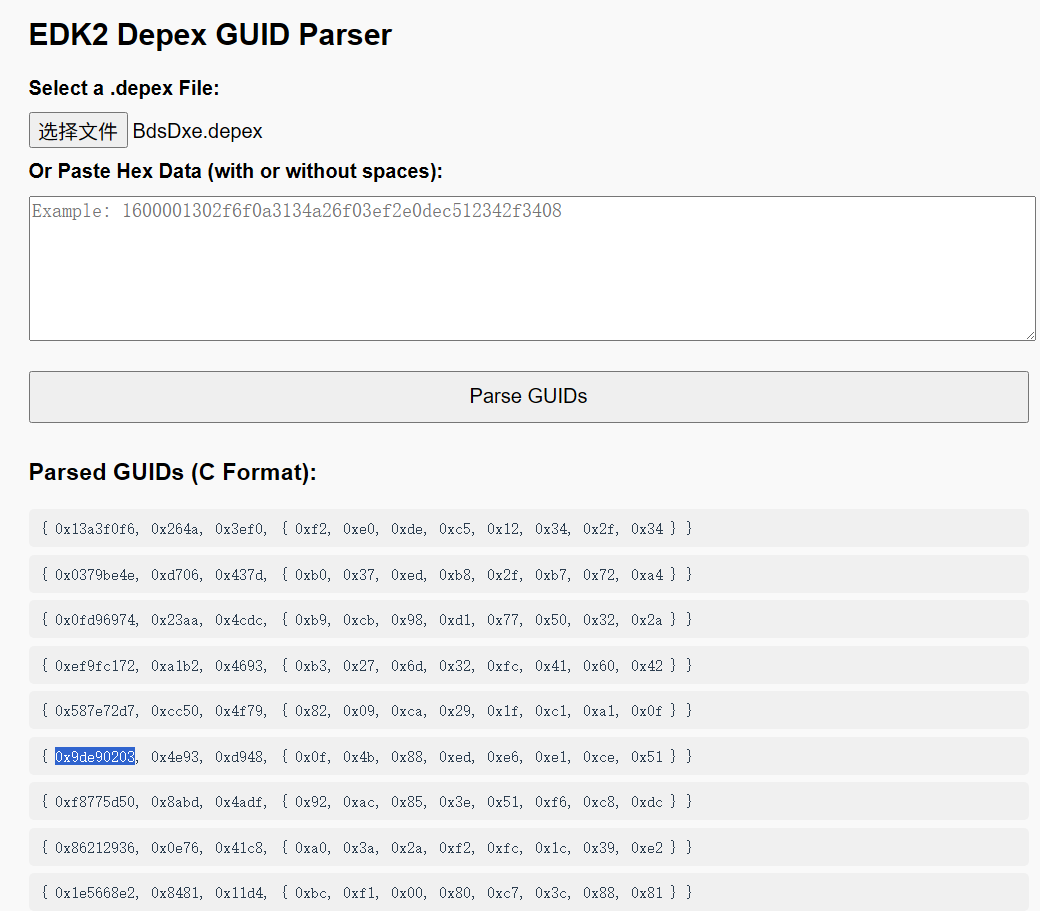 EDK2 Depex GUID Parser
Select a .depex File:
选择文件 BdsDxe.depex
Or Paste Hex Data (with or without spaces):
Example: 1600001302f6f0a3134a26f03ef2e0dec512342f3408
Parse GUIDs
Parsed GUIDs (C Format):
{ 0x13a3f0f6, 0x264a, 0x3ef0, { 0xf2, 0xe0, 0xde, 0xc5, 0x12, 0x34, 0x2f, 0x34 } }
{ 0x0379be4e, 0xd706, 0x437d, { 0xb0, 0x37, 0xed, 0xb8, 0x2f, 0xb7, 0x72, 0xa4 } }
{ 0x0fd96974, 0x23aa, 0x4cdc, { 0xb9, 0xcb, 0x98, 0xd1, 0x77, 0x50, 0x32, 0x2a } }
{ 0xef9fc172, 0xa1b2, 0x4693, { 0xb3, 0x27, 0x6d, 0x32, 0xfc, 0x41, 0x60, 0x42 } }
{ 0x587e72d7, 0xcc50, 0x4f79, { 0x82, 0x09, 0xca, 0x29, 0x1f, 0xc1, 0xa1, 0x0f } }
{ 0x9de90203, 0x4e93, 0xd948, { 0x0f, 0x4b, 0x88, 0xed, 0xe6, 0xe1, 0xce, 0x51 } }
{ 0xf8775d50, 0x8abd, 0x4adf, { 0x92, 0xac, 0x85, 0x3e, 0x51, 0xf6, 0xc8, 0xdc } }
{ 0x86212936, 0x0e76, 0x41c8, { 0xa0, 0x3a, 0x2a, 0xf2, 0xfc, 0x1c, 0x39, 0xe2 } }
{ 0x1e5668e2, 0x8481, 0x11d4, { 0xbc, 0xf1, 0x00, 0x80, 0xc7, 0x3c, 0x88, 0x81 } }